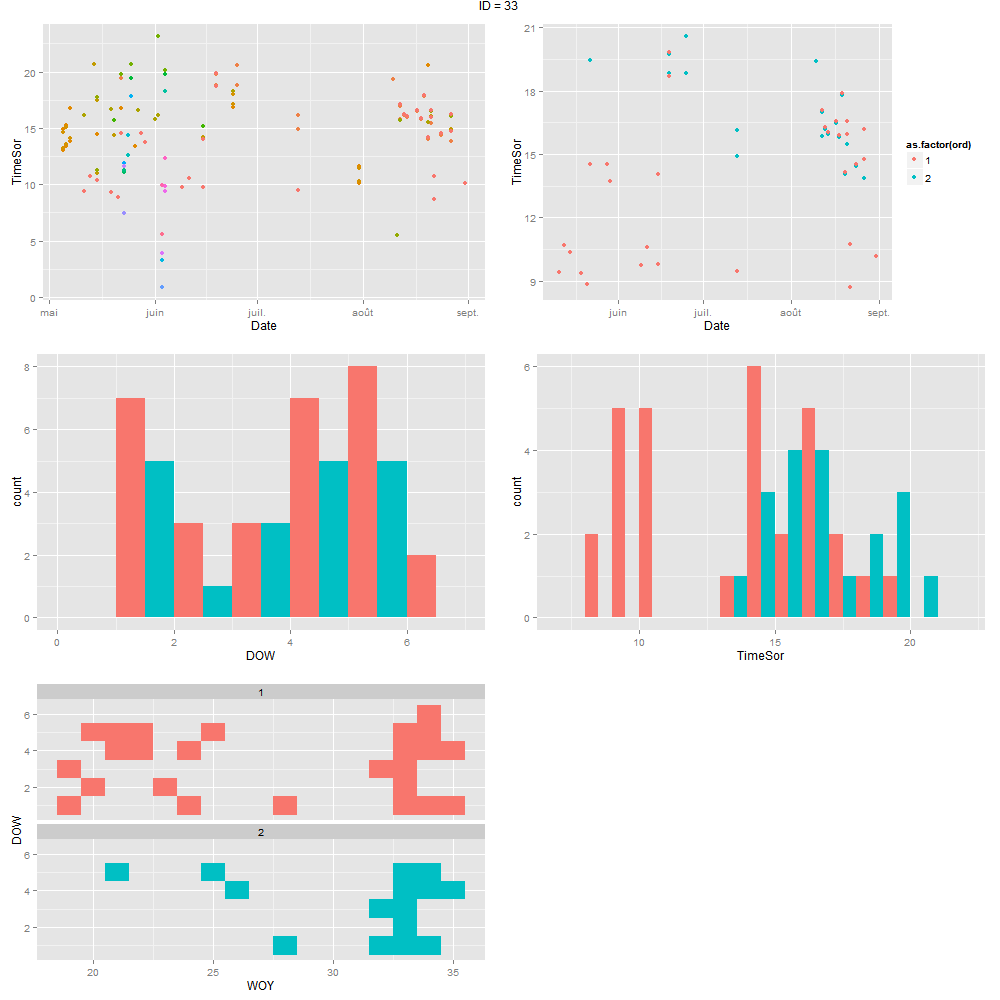 ID = 33
20
15
10
5
0
TimeSor
mai
juin
juil.
août
sept.
Date
21
18
15
12
9
TimeSor
juin
juil.
août
sept.
Date
as.factor(ord)
1
2
8
6
4
2
0
count
0
2
4
6
DOW
6
4
2
0
count
10
15
20
TimeSor
1
6
4
2
2
6
4
2
DOW
20
25
30
35
WOY